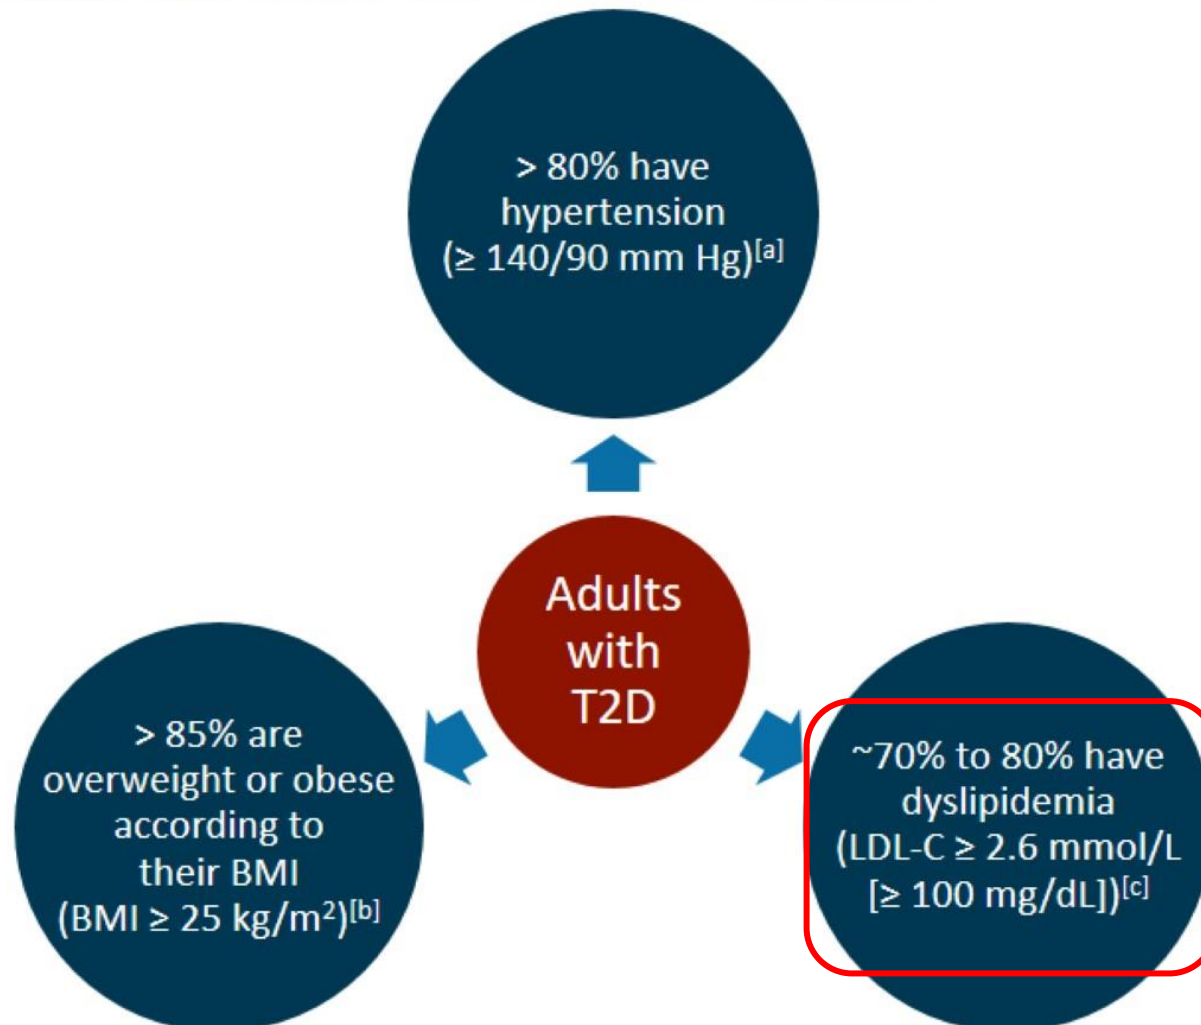 > 80% have
hypertension
(≥ 140/90 mm Hg)[a]
Adults
with
T2D
> 85% are
overweight or obese
according to
their BMI
(BMI ≥ 25 kg/m²)[b]
~70% to 80% have
dyslipidemia
(LDL-C ≥ 2.6 mmol/L
[≥ 100 mg/dL])[c]